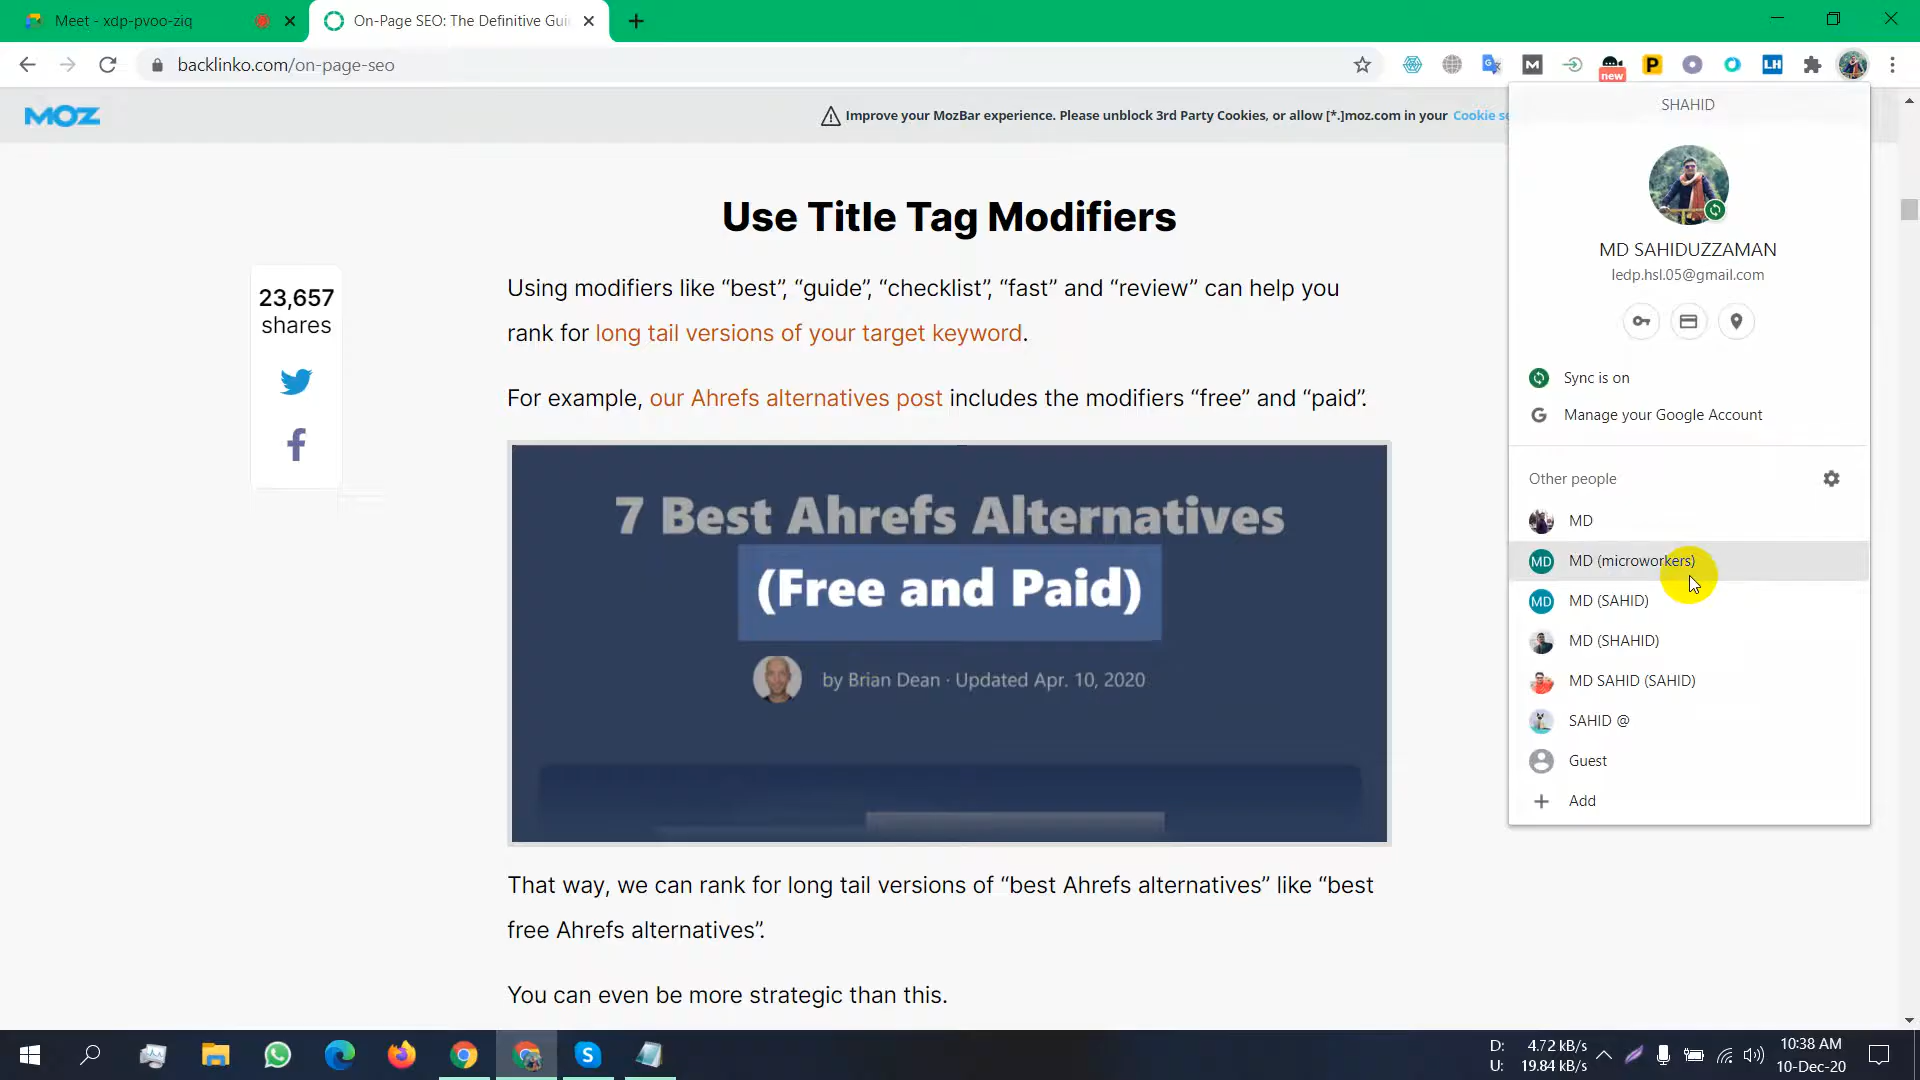 Meet - xdp-pvoo-ziq
On-Page SEO: The Definitive Gui
backlinko.com/on-page-seo
new
P
LH
MOZ
Improve your MozBar experience. Please unblock 3rd Party Cookies, or allow [*.]moz.com in your Cookie se
SHAHID
MD SAHIDUZZAMAN
ledp.hsl.05@gmail.com
Sync is on
Manage your Google Account
Other people
MD
MD MD (microworkers)
MD MD (SAHID)
MD (SHAHID)
MD SAHID (SAHID)
SAHID @
Guest
Add
Use Title Tag Modifiers
23,657
shares
Using modifiers like “best”, “guide”, “checklist”, “fast” and “review” can help you
rank for long tail versions of your target keyword.
For example, our Ahrefs alternatives post includes the modifiers “free” and “paid”.
7 Best Ahrefs Alternatives
(Free and Paid)
by Brian Dean · Updated Apr. 10, 2020
That way, we can rank for long tail versions of “best Ahrefs alternatives” like “best
free Ahrefs alternatives”.
You can even be more strategic than this.
D: 4.72 kB/s
U: 19.84 kB/s
10:38 AM
10-Dec-20